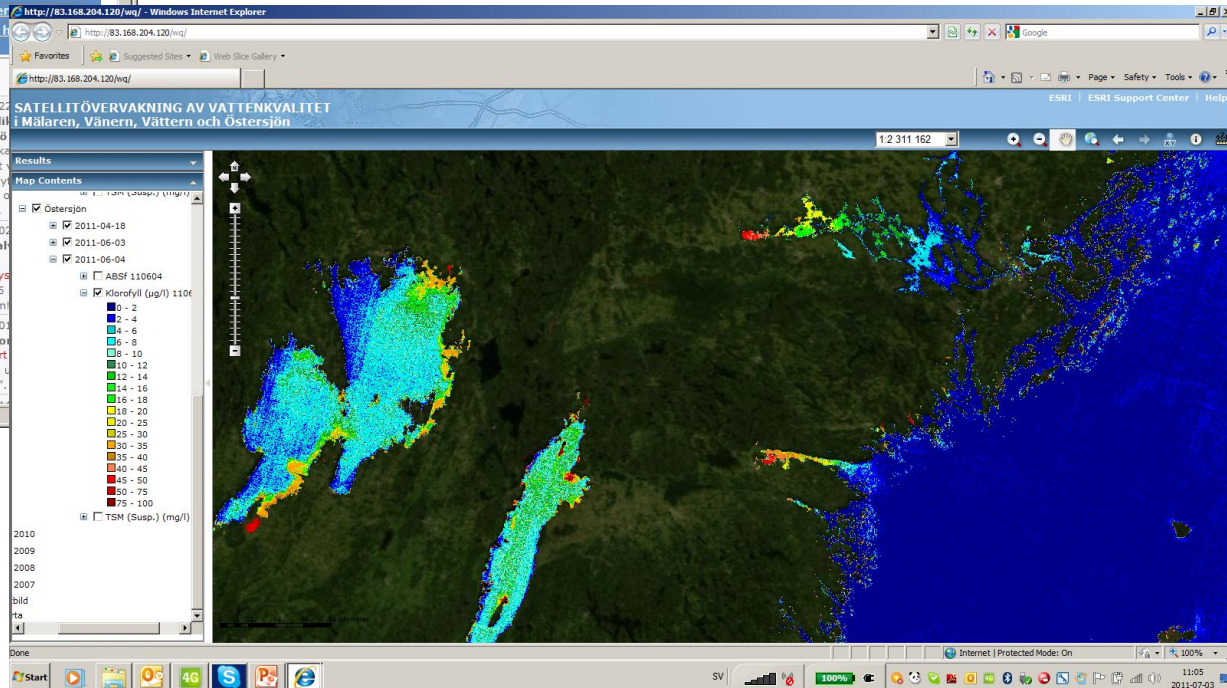 http://83.168.204.120/wq/ - Windows Internet Explorer
http://83.168.204.120/wq/
Google
Favorites
Suggested Sites
Web Slice Gallery
http://83.168.204.120/wq/
Page
Safety
Tools
SATELLITÖVERVAKNING AV VATTENKVALITET
i Mälaren, Vänern, Vättern och Östersjön
ESRI | ESRI Support Center | Help
1:2 311 162
Results
Map Contents
TSM (Susp.) (mg/l)
Östersjön
2011-04-18
2011-06-03
2011-06-04
ABSf 110604
Klorofyll (µg/l) 1106
0 - 2
2 - 4
4 - 6
6 - 8
8 - 10
10 - 12
12 - 14
14 - 16
16 - 18
18 - 20
20 - 25
25 - 30
30 - 35
35 - 40
40 - 45
45 - 50
50 - 75
75 - 100
TSM (Susp.) (mg/l)
2010
2009
2008
2007
bild
rta
Done
Internet | Protected Mode: On
100%
Start
4G
SV
100%
11:05
2011-07-03